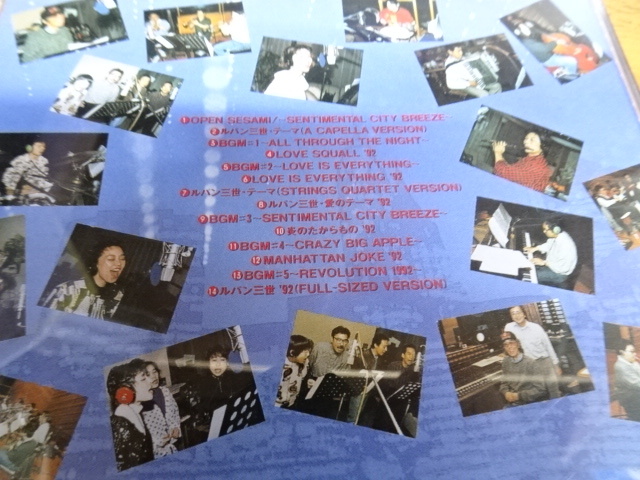 ①OPEN SESAMI/~SENTIMENTAL CITY BREEZE~
②ルパン三世・テーマ(A CAPELLA VERSION)
③BGM=1~ALL THROUGH THE NIGHT~
④LOVE SQUALL '92
⑤BGM=2~LOVE IS EVERYTHING~
⑥LOVE IS EVERYTHING '92
⑦ルパン三世・テーマ(STRINGS QUARTET VERSION)
⑧ルパン三世・愛のテーマ '92
⑨BGM=3~SENTIMENTAL CITY BREEZE~
⑩炎のたからもの '92
⑪BGM=4~CRAZY BIG APPLE~
⑫MANHATTAN JOKE '92
⑬BGM=5~REVOLUTION 1992~
⑭ルパン三世 '92(FULL-SIZED VERSION)